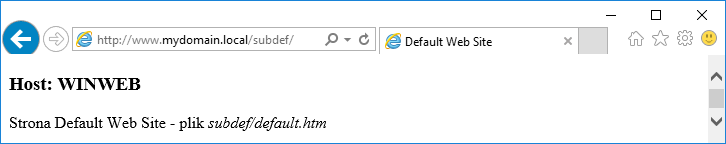 http://www.mydomain.local/subdef/
Default Web Site
Host: WINWEB
Strona Default Web Site - plik subdef/default.htm